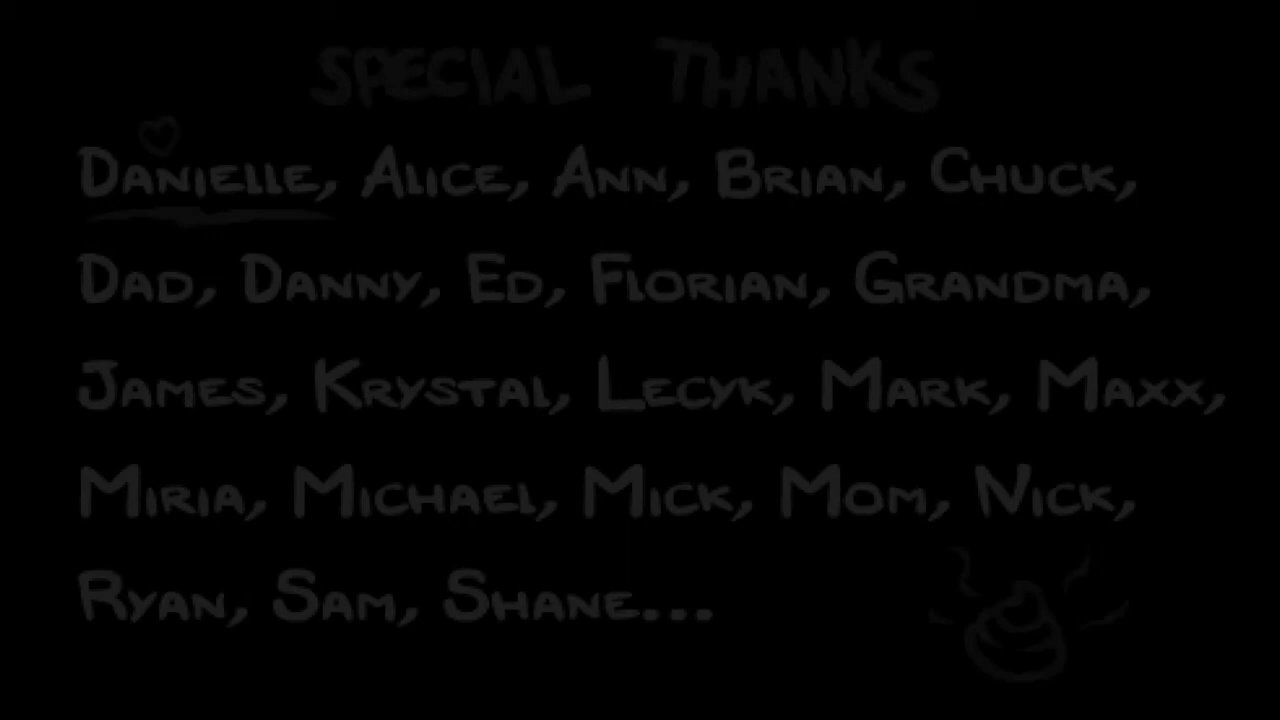 SPECIAL THANKS
DANIELLE, ALICE, ANN, BRIAN, CHUCK,
DAD, DANNY, ED, FLORIAN, GRANDMA,
JAMES, KRYSTAL, LECYK, MARK, MAXX,
MIRIA, MICHAEL, MICK, MOM, NICK,
RYAN, SAM, SHANE...